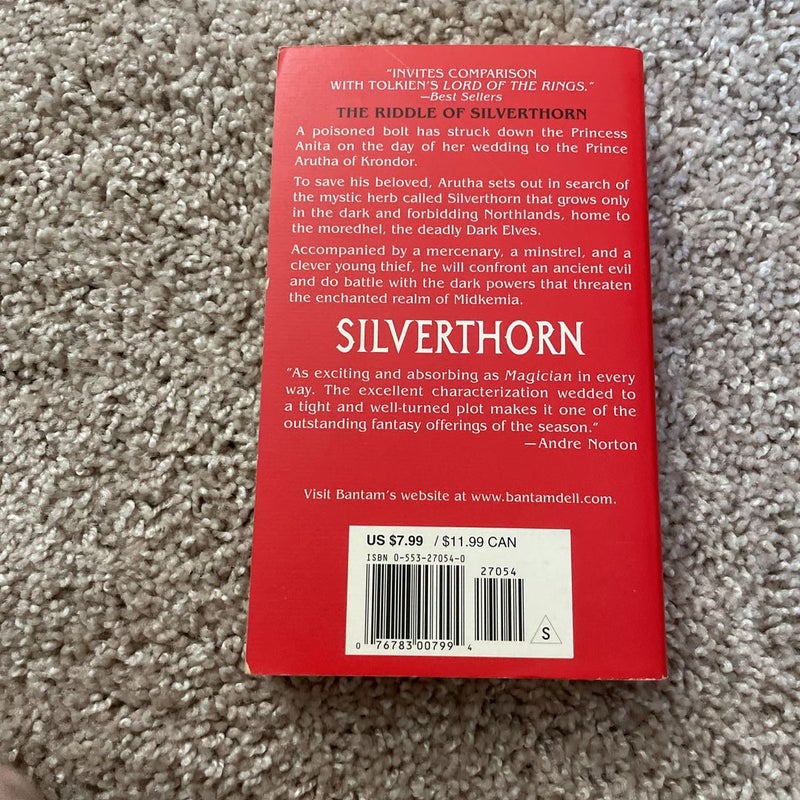 "INVITES COMPARISON
WITH TOLKIEN'S LORD OF THE RINGS."
—Best Sellers
THE RIDDLE OF SILVERTHORN
A poisoned bolt has struck down the Princess
Anita on the day of her wedding to the Prince
Arutha of Krondor.
To save his beloved, Arutha sets out in search of
the mystic herb called Silverthorn that grows only
in the dark and forbidding Northlands, home to
the moredhel, the deadly Dark Elves.
Accompanied by a mercenary, a minstrel, and a
clever young thief, he will confront an ancient evil
and do battle with the dark powers that threaten
the enchanted realm of Midkemia.
SILVERTHORN
"As exciting and absorbing as Magician in every
way. The excellent characterization wedded to
a tight and well-turned plot makes it one of the
outstanding fantasy offerings of the season."
—Andre Norton
Visit Bantam's website at www.bantamdell.com.
US $7.99 / $11.99 CAN
ISBN 0-553-27054-0
27054
0 76783 00799 4
S